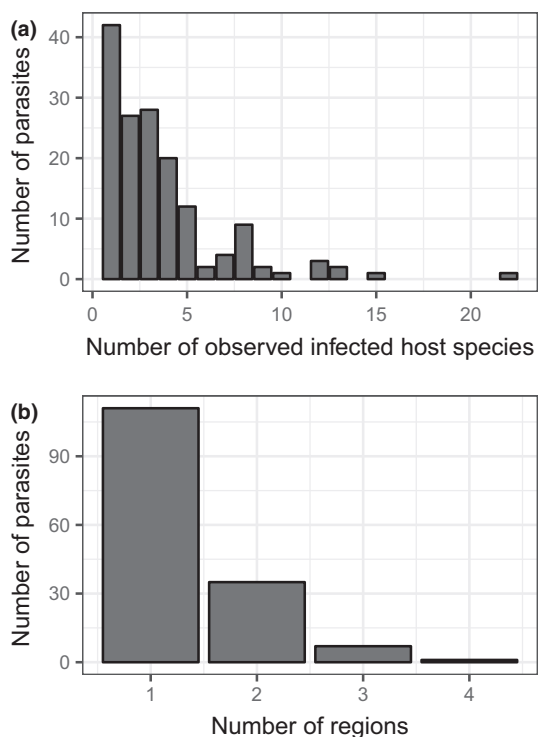 (a)
Number of parasites
40
30
20
10
0
0 5 10 15 20
Number of observed infected host species
(b)
Number of parasites
90
60
30
0
1 2 3 4
Number of regions